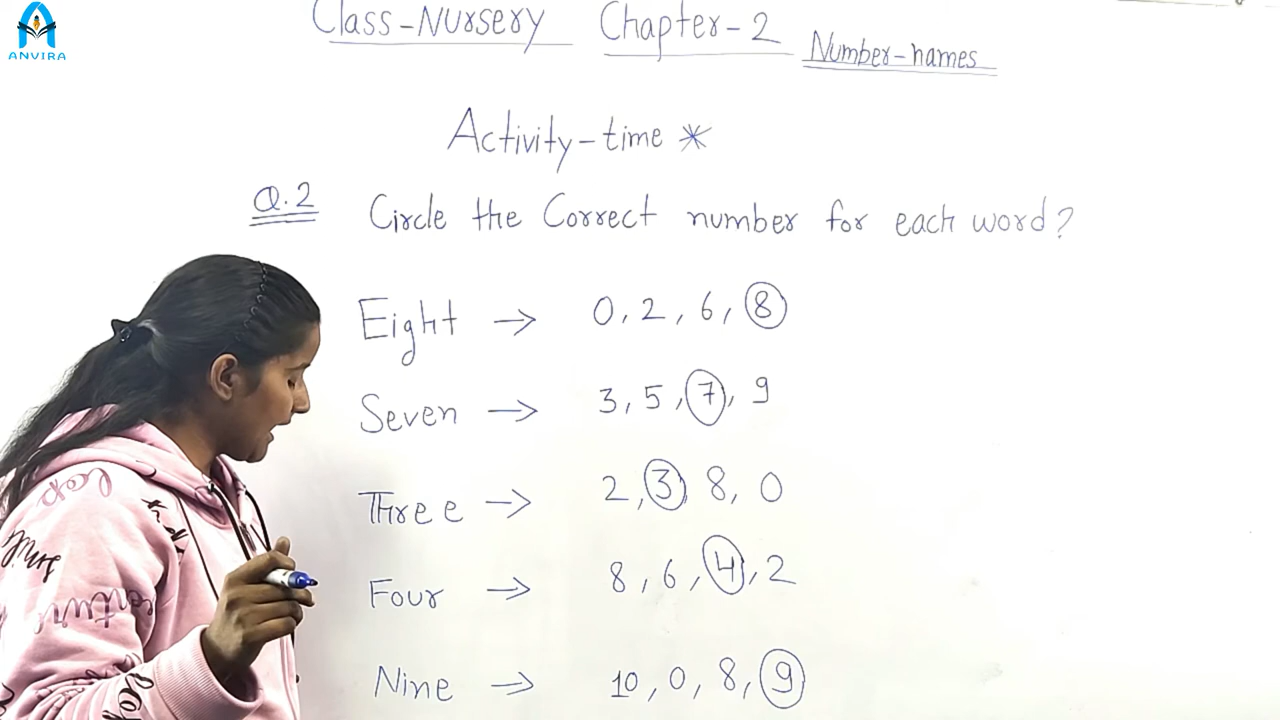 ANVIRA
Class-Nursery Chapter-2 Number-names
Activity-time *
Q.2 Circle the Correct number for each word?
Eight → 0, 2, 6, 8
Seven → 3, 5, 7, 9
Three → 2, 3, 8, 0
Four → 8, 6, 4, 2
Nine → 10, 0, 8, 9